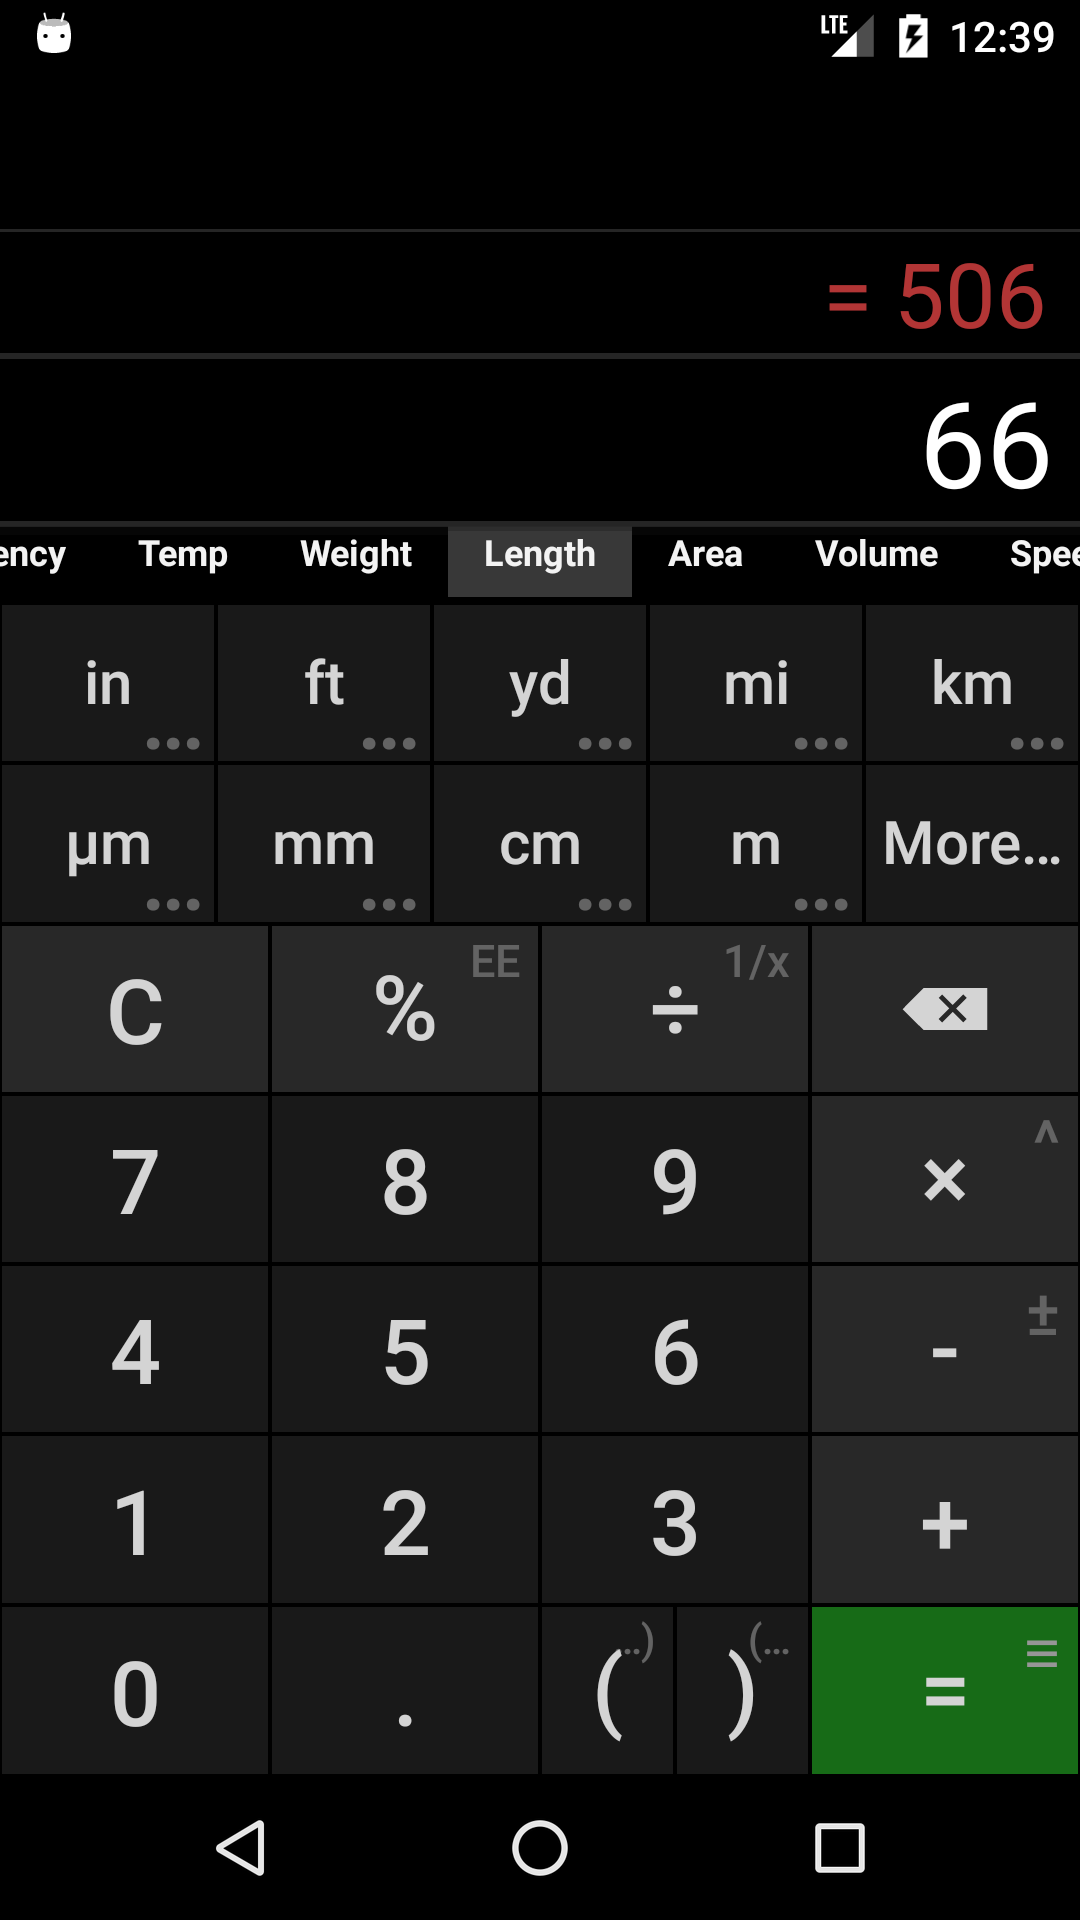 LTE 12:39
= 506
66
ency Temp Weight Length Area Volume Spee
in ft yd mi km
µm mm cm m More...
C % EE ÷ 1/x
7 8 9 × ^
4 5 6 - ±
1 2 3 +
0 . ( ..) ) (... =